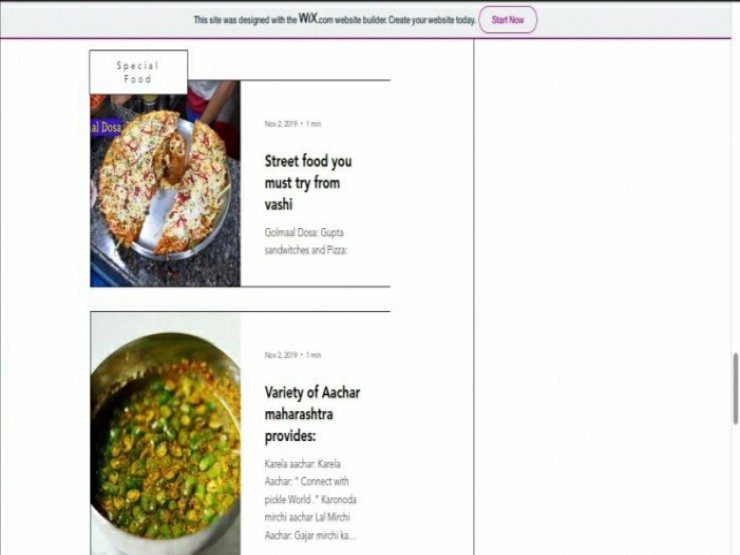 This site was designed with the WiX.com website builder. Create your website today. Start Now
Special
Food
al Dosa
Nov 2, 2019 • 1 min
Street food you
must try from
vashi
Golmaal Dosa: Gupta
sandwitches and Pizza:
Nov 2, 2019 • 1 min
Variety of Aachar
maharashtra
provides:
Karela aachar: Karela
Aachar: " Connect with
pickle World ." Karonoda
mirchi aachar Lal Mirchi
Aachar: Gajar mirchi ka...